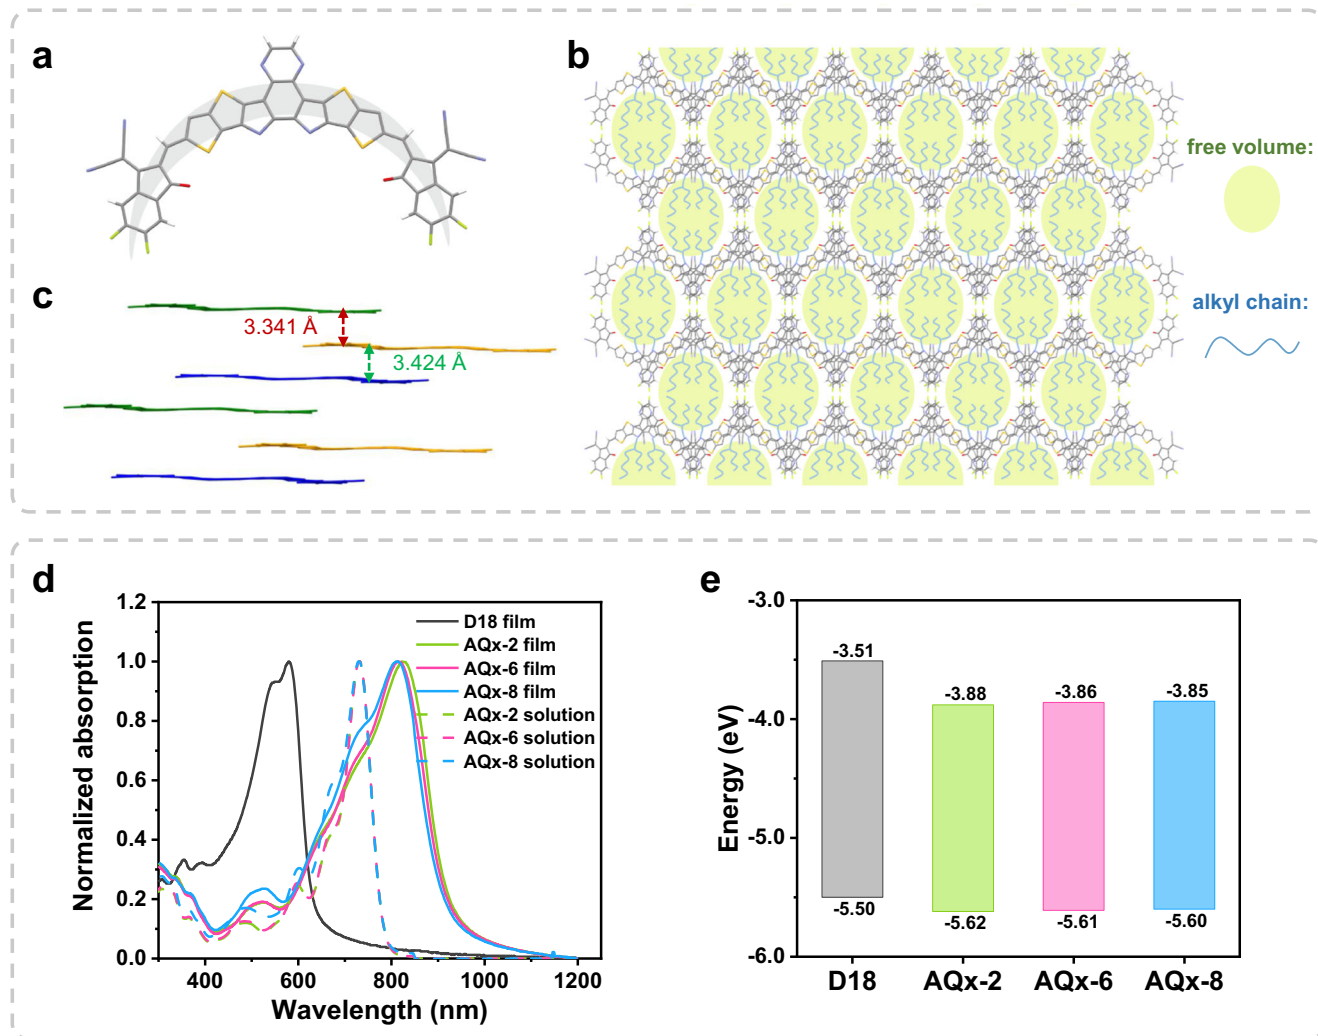 a
b
free volume:
alkyl chain:
c
3.341 Å
3.424 Å
d
1.2
1.0
0.8
0.6
0.4
0.2
0.0
Normalized absorption
400
600
800
1000
1200
Wavelength (nm)
D18 film
AQx-2 film
AQx-6 film
AQx-8 film
AQx-2 solution
AQx-6 solution
AQx-8 solution
e
-3.0
-4.0
-5.0
-6.0
Energy (eV)
-3.51
-3.88
-3.86
-3.85
-5.50
-5.62
-5.61
-5.60
D18
AQx-2
AQx-6
AQx-8